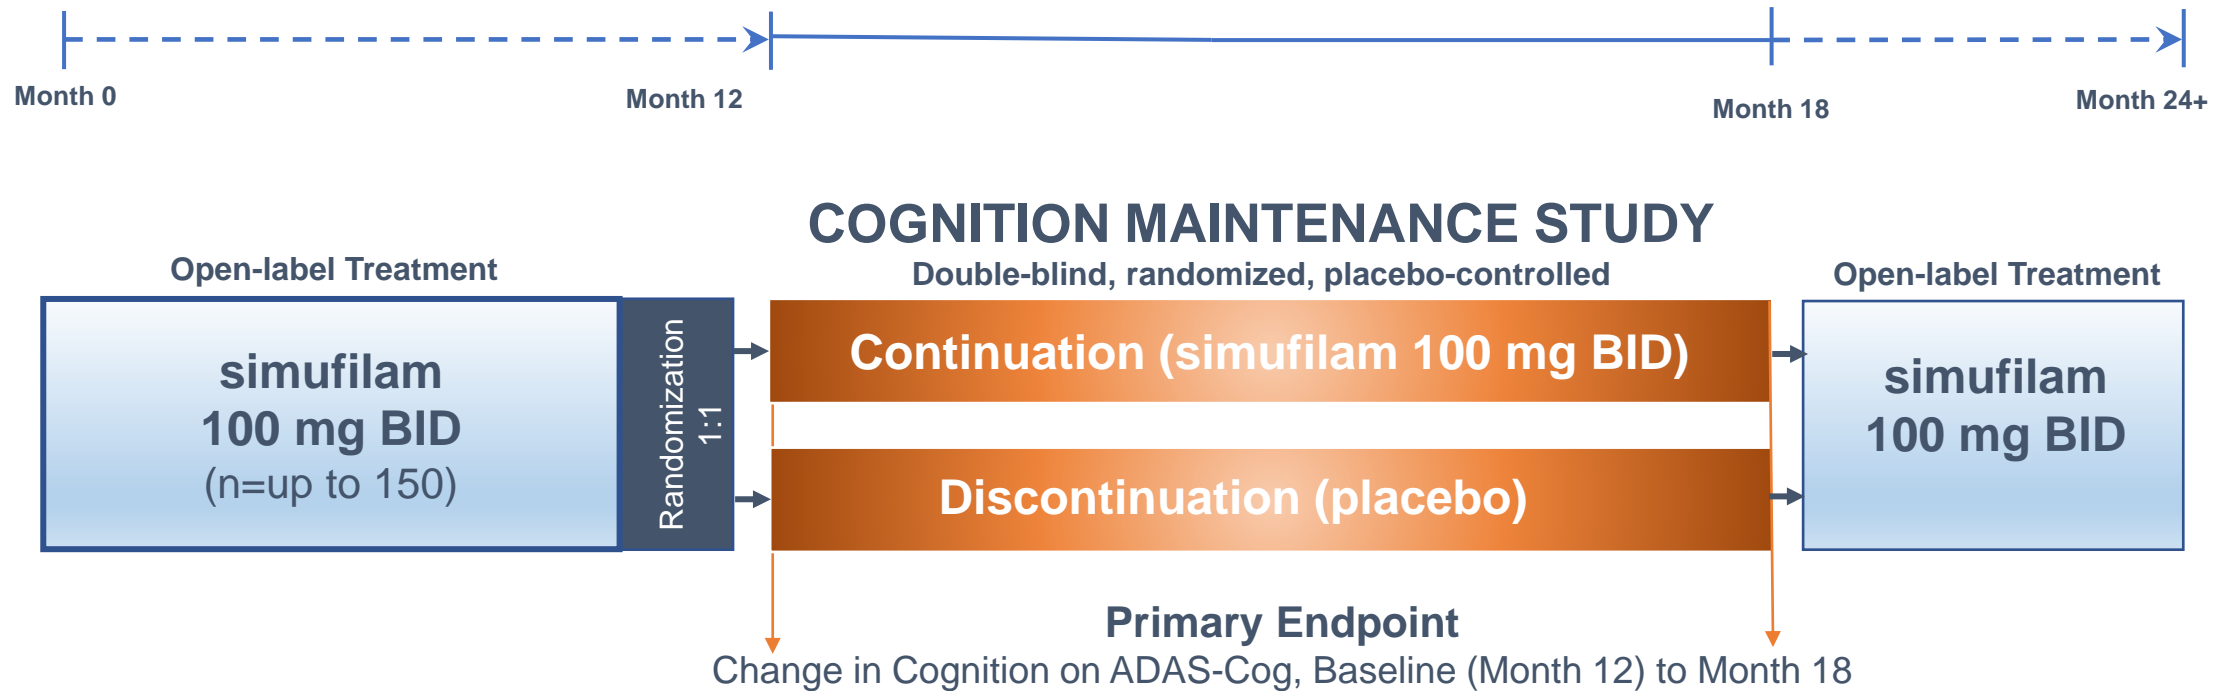 Month 0
Month 12
Month 18
Month 24+
COGNITION MAINTENANCE STUDY
Open-label Treatment
Double-blind, randomized, placebo-controlled
Open-label Treatment
simufilam
100 mg BID
(n=up to 150)
Randomization
1:1
Continuation (simufilam 100 mg BID)
Discontinuation (placebo)
simufilam
100 mg BID
Primary Endpoint
Change in Cognition on ADAS-Cog, Baseline (Month 12) to Month 18